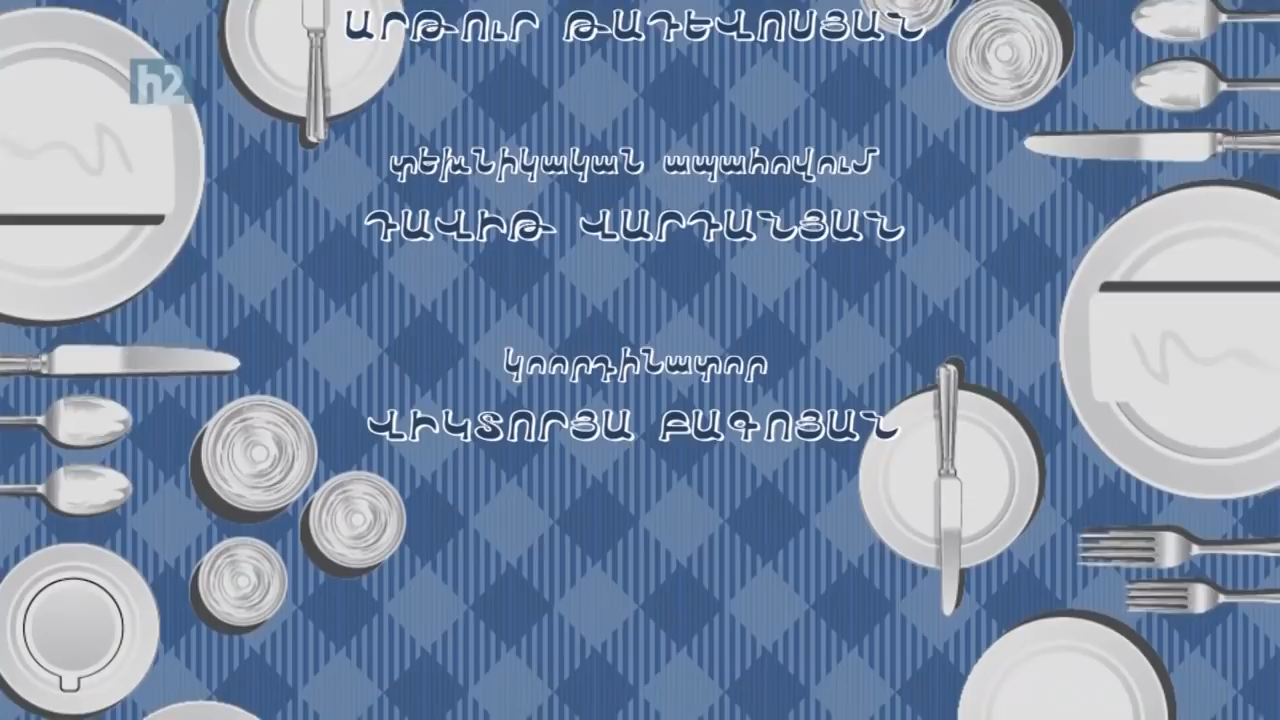 ԱՐԹՈւՐ ԹԱԴԵՎՈՍՅԱՆ
h2
տեխնիկական ապահովում
ԴԱՎԻԹ ՎԱՐԴԱՆՅԱՆ
կոորդինատոր
ՎԻԿՏՈՐՅԱ ԲԱԳՈՅԱՆ